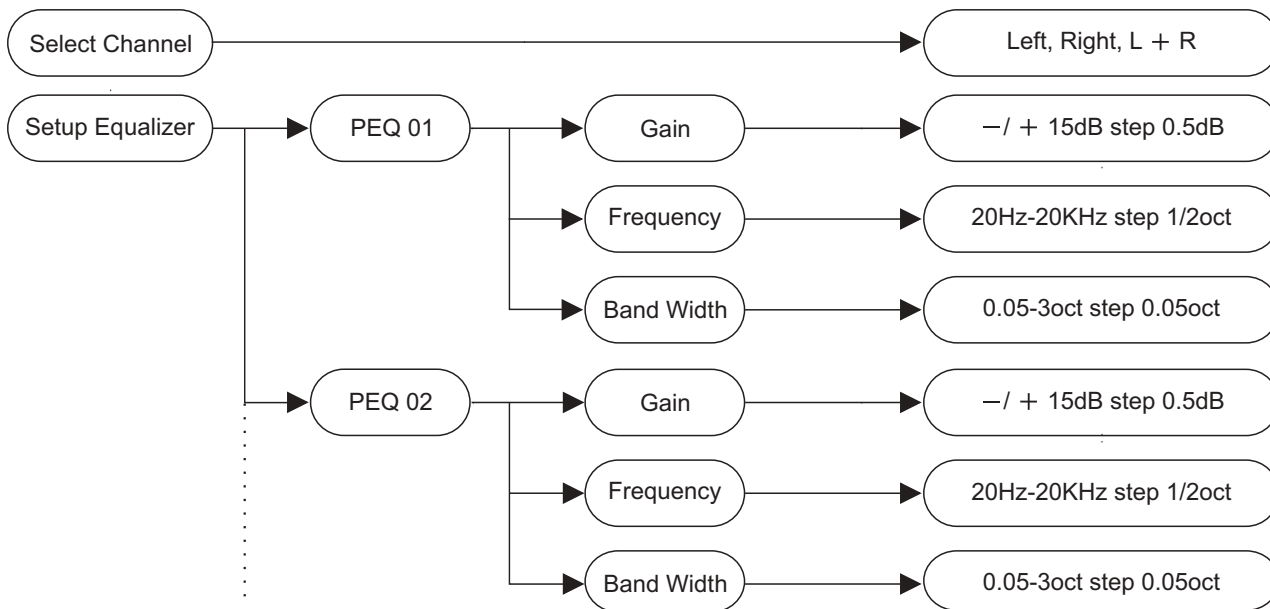 Select Channel
Left, Right, L + R
Setup Equalizer
PEQ 01
Gain
−/ + 15dB step 0.5dB
Frequency
20Hz-20KHz step 1/2oct
Band Width
0.05-3oct step 0.05oct
PEQ 02
Gain
−/ + 15dB step 0.5dB
Frequency
20Hz-20KHz step 1/2oct
Band Width
0.05-3oct step 0.05oct